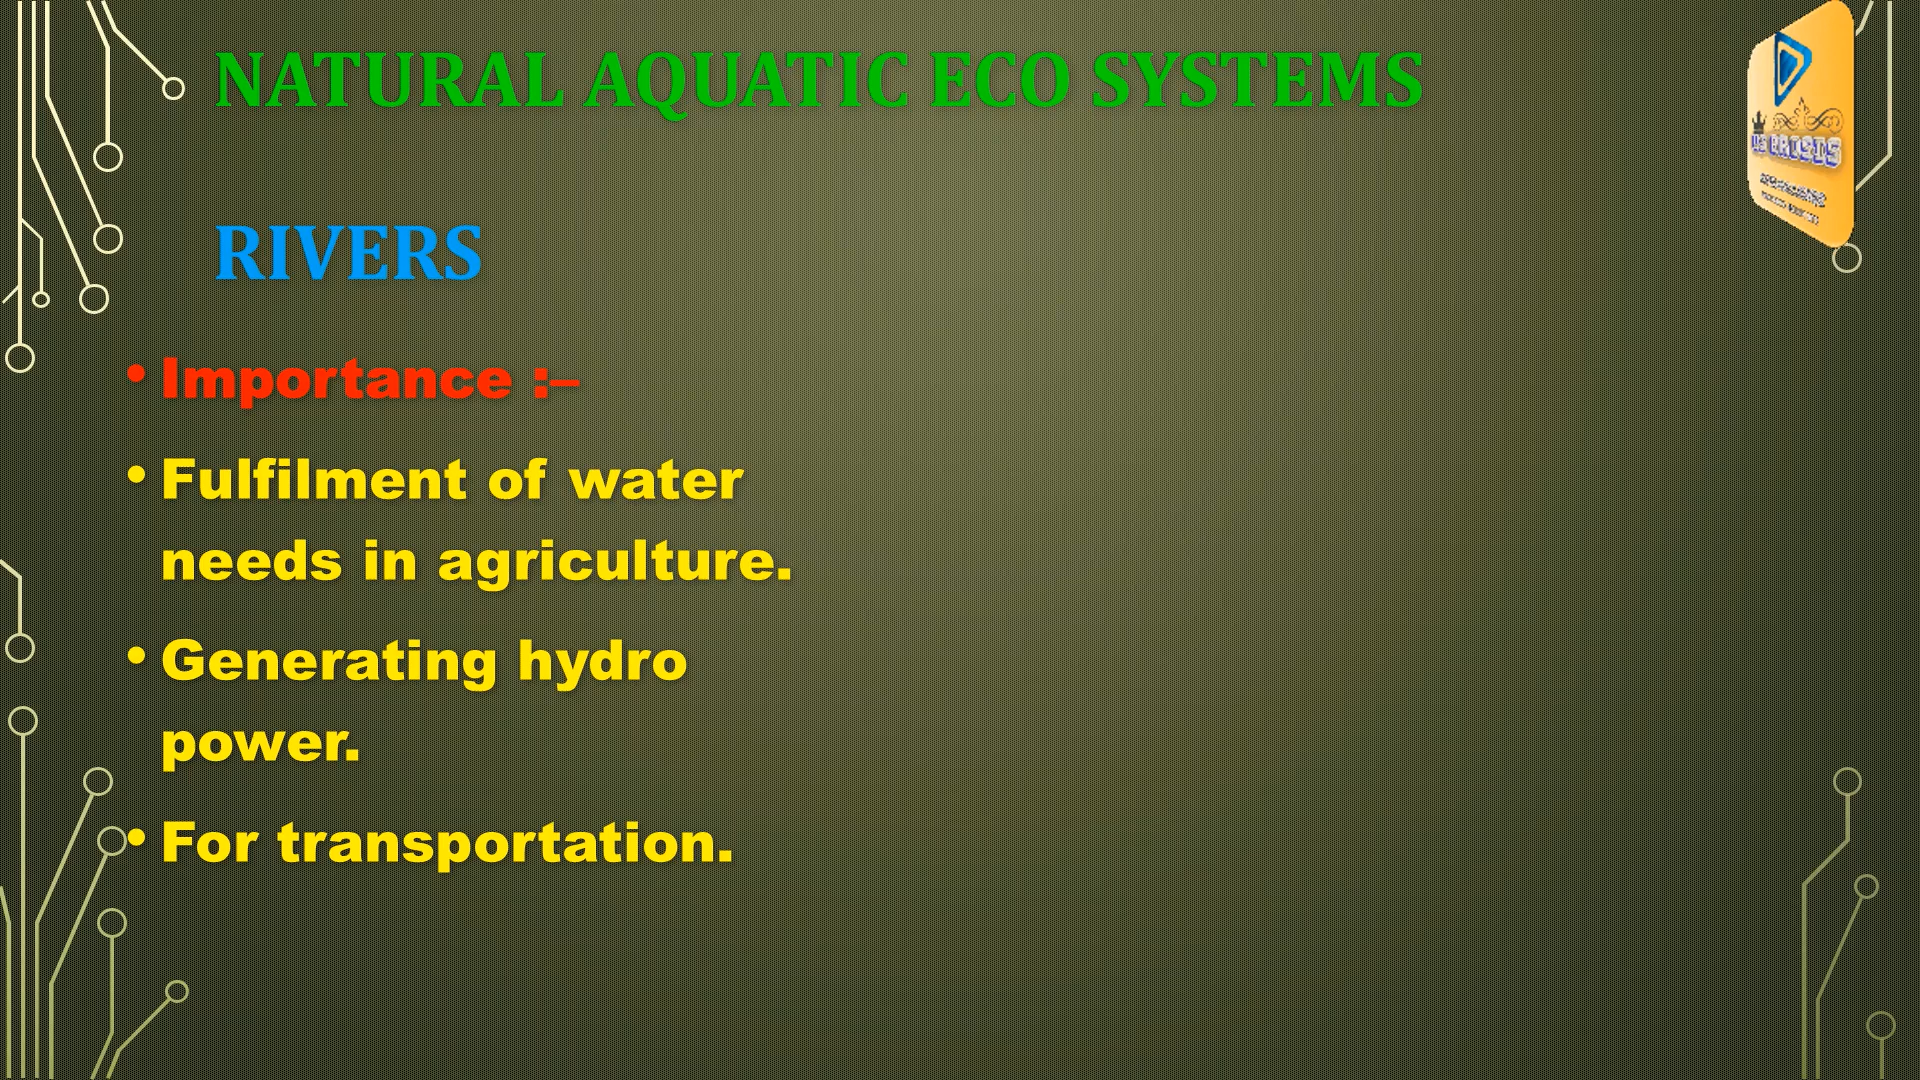 NATURAL AQUATIC ECO SYSTEMS
RIVERS
• Importance :–
• Fulfilment of water
needs in agriculture.
• Generating hydro
power.
• For transportation.